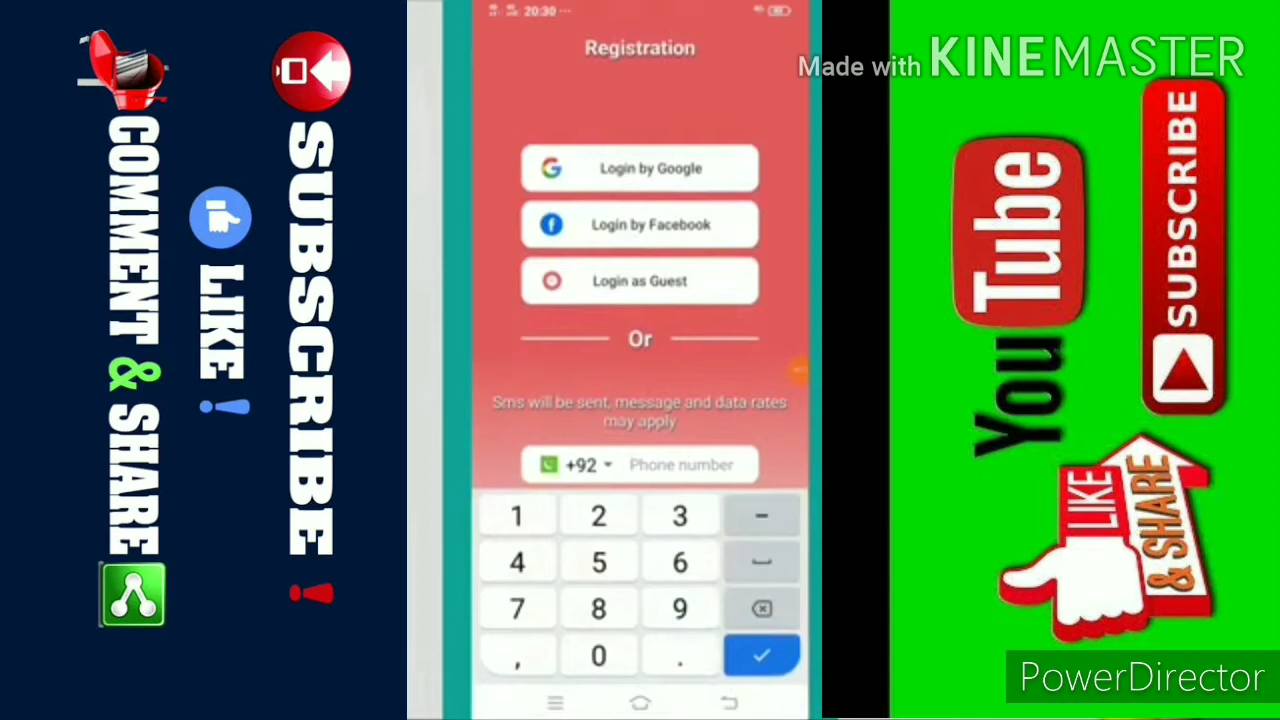 COMMENT & SHARE
LIKE !
SUBSCRIBE !
20:30
Registration
Login by Google
Login by Facebook
Login as Guest
Or
Sms will be sent, message and data rates
may apply
+92 Phone number
1 2 3 -
4 5 6
7 8 9
, 0 .
Made with KINEMASTER
YouTube
SUBSCRIBE
LIKE
& SHARE
PowerDirector